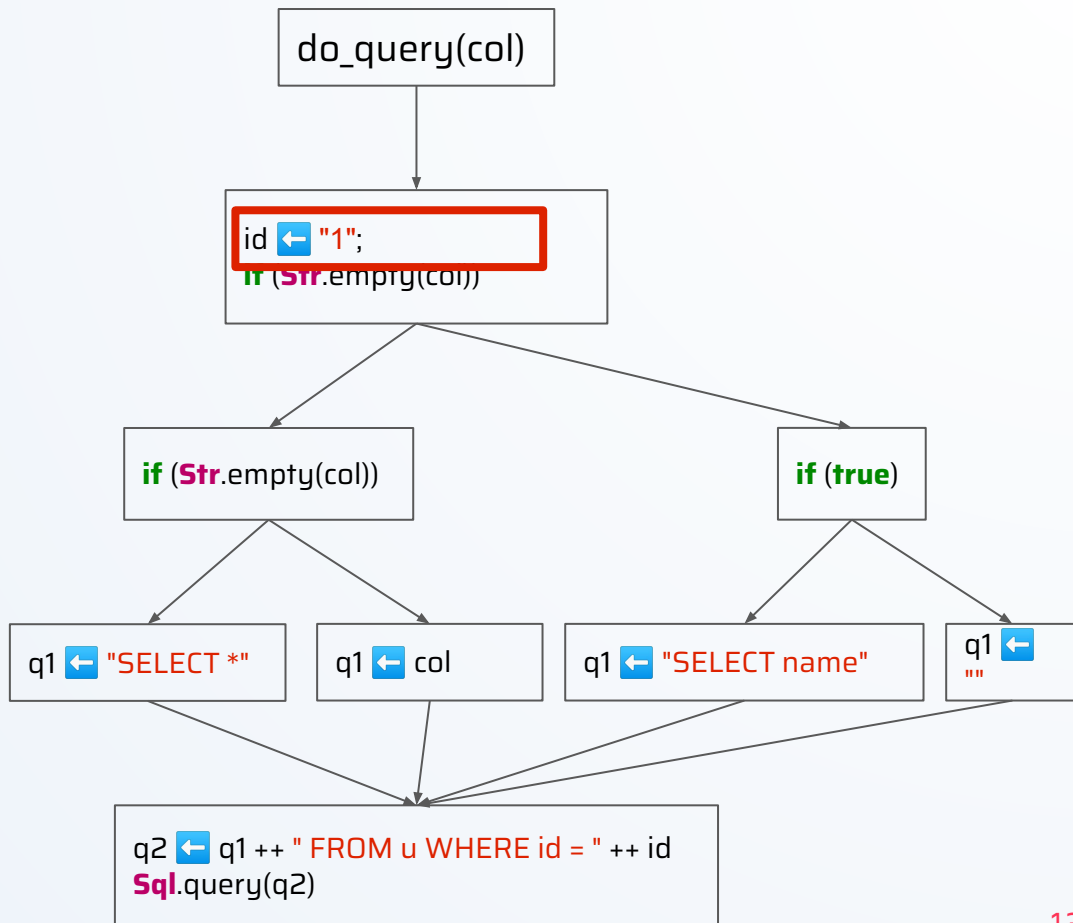 do_query(col)
id ⬅️ "1";
if (Str.empty(col))
if (Str.empty(col))
if (true)
q1 ⬅️ "SELECT *"
q1 ⬅️ col
q1 ⬅️ "SELECT name"
q1 ⬅️
""
q2 ⬅️ q1 ++ " FROM u WHERE id = " ++ id
Sql.query(q2)